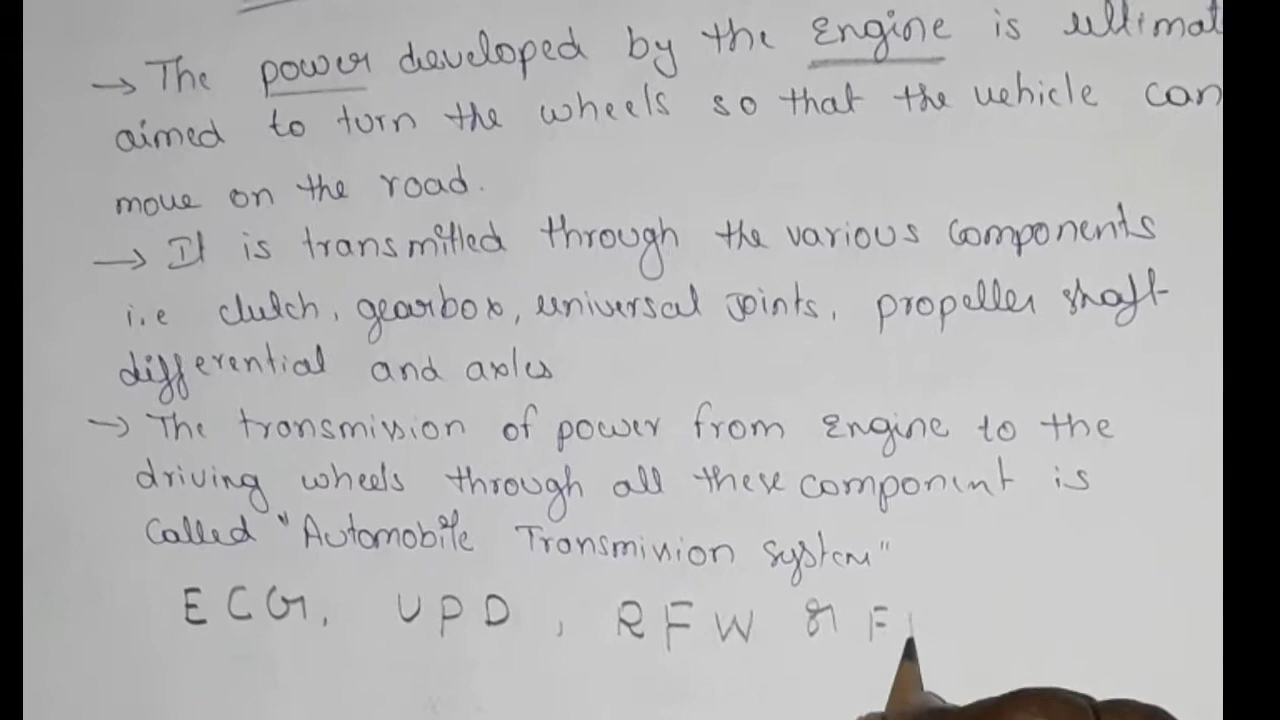 → The power developed by the Engine is ultimat
aimed to turn the wheels so that the vehicle can
move on the road.
→ It is transmitted through the various components
i.e clutch, gearbox, universal joints, propeller shaft
differential and axles
→ The transmission of power from Engine to the
driving wheels through all these component is
called "Automobile Transmission system"
ECG, UPD, RFW or F